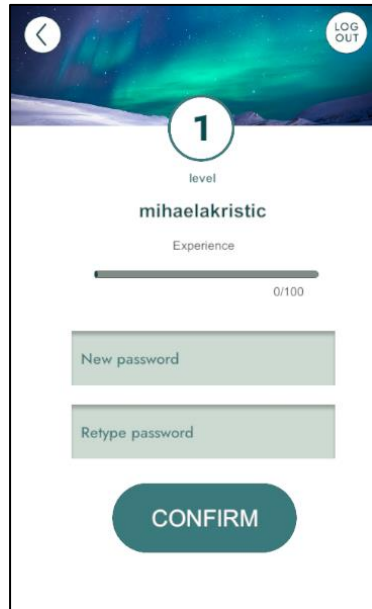 LOG
OUT
1
level
mihaelakristic
Experience
0/100
New password
Retype password
CONFIRM